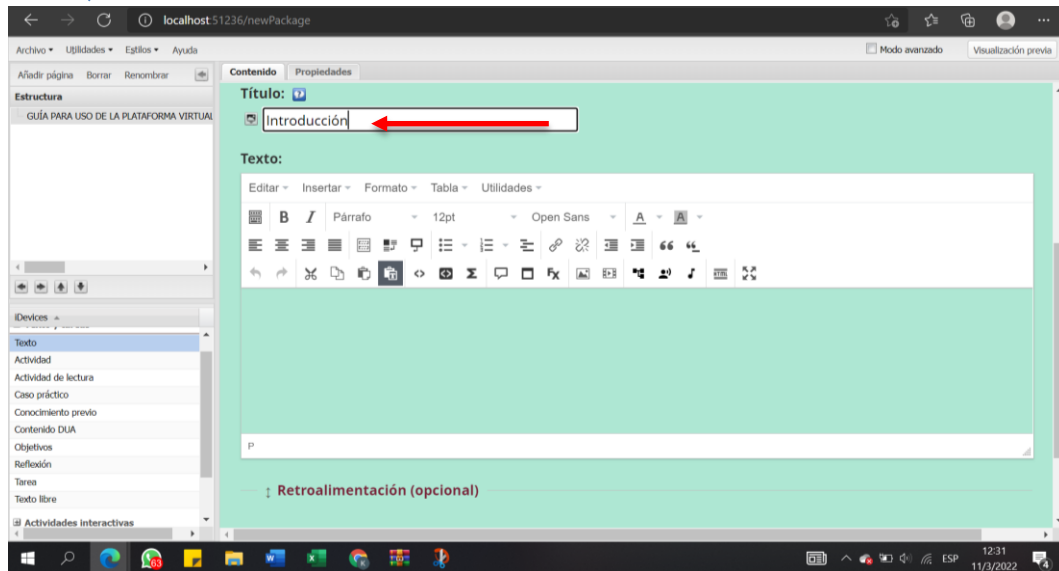 localhost:51236/newPackage
Archivo Utilidades Estilos Ayuda Modo avanzado Visualización previa
Añadir página Borrar Renombrar Contenido Propiedades
Estructura
GUÍA PARA USO DE LA PLATAFORMA VIRTUAL
Título:
Introducción
Texto:
Editar Insertar Formato Tabla Utilidades
B I Párrafo 12pt Open Sans A A
P
iDevices
Texto
Actividad
Actividad de lectura
Caso práctico
Conocimiento previo
Contenido DUA
Objetivos
Reflexión
Tarea
Texto libre
Actividades interactivas
Retroalimentación (opcional)
63
ESP 12:31
11/3/2022 4